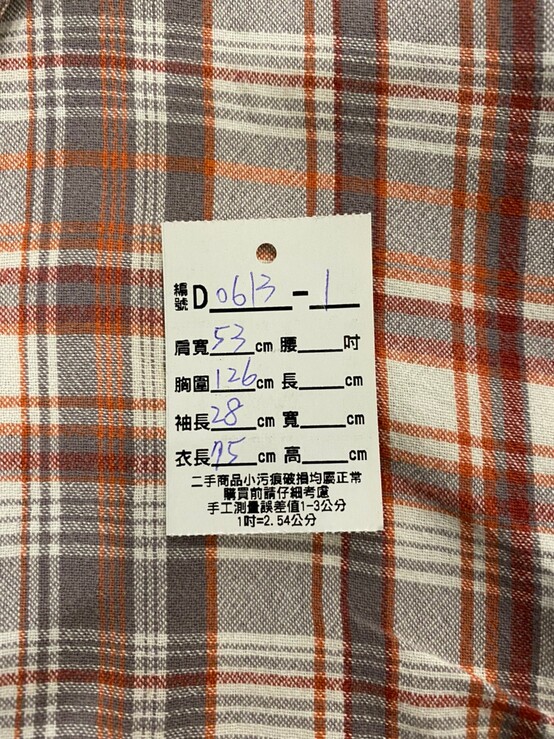 編號 D 0613 - 1
肩寬 53 cm 腰____吋
胸圍 126 cm 長____cm
袖長 28 cm 寬____cm
衣長 75 cm 高____cm
二手商品小污痕破損均屬正常
購買前請仔細考慮
手工測量誤差值1-3公分
1吋=2.54公分